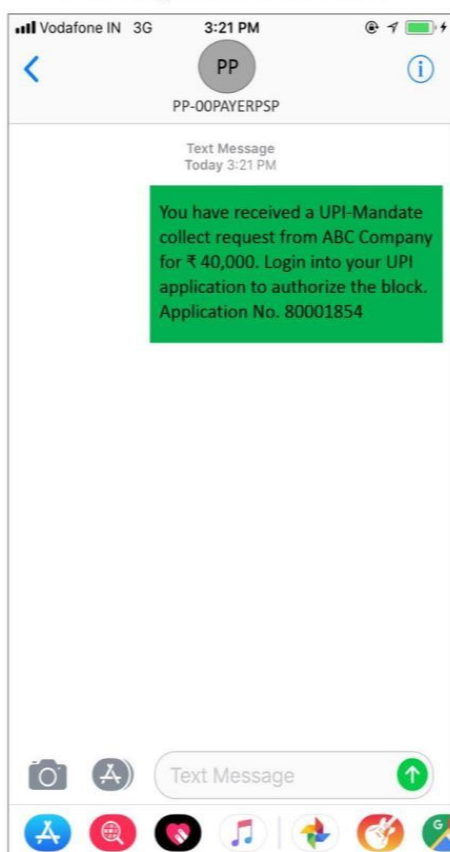 Vodafone IN 3G 3:21 PM
PP
PP-00PAYERPSP
Text Message
Today 3:21 PM
You have received a UPI-Mandate
collect request from ABC Company
for ₹ 40,000. Login into your UPI
application to authorize the block.
Application No. 80001854
Text Message
G